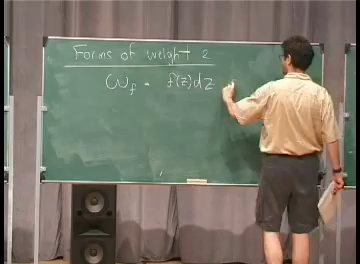 Forms of weight 2
ω_f = f(z)dz